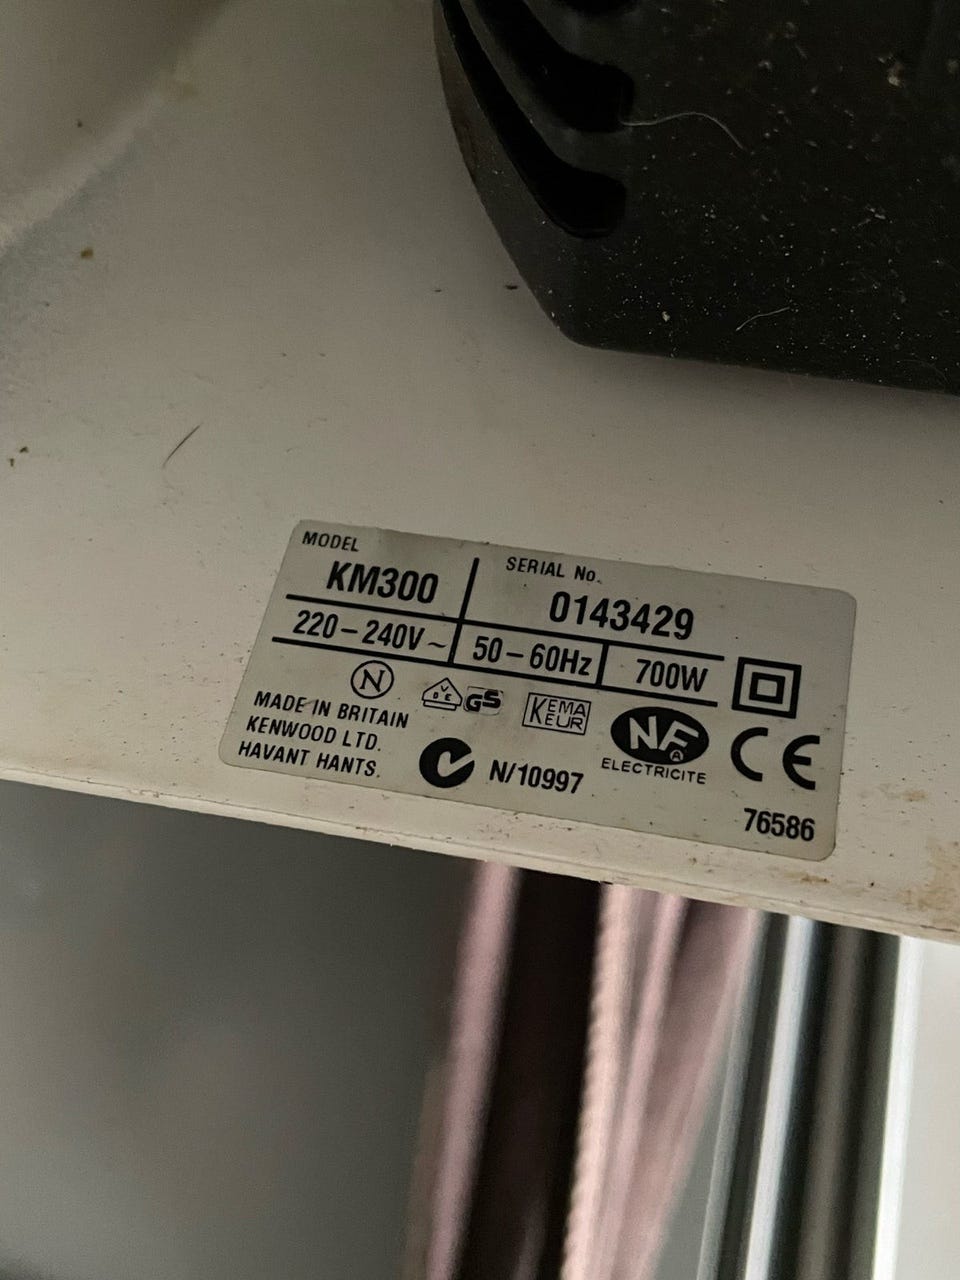 MODEL
KM300
SERIAL No.
0143429
220–240V~
50–60Hz
700W
N
VDE
GS
KEMA
KEUR
NF
A
ELECTRICITE
CE
MADE IN BRITAIN
KENWOOD LTD.
HAVANT HANTS.
N/10997
76586